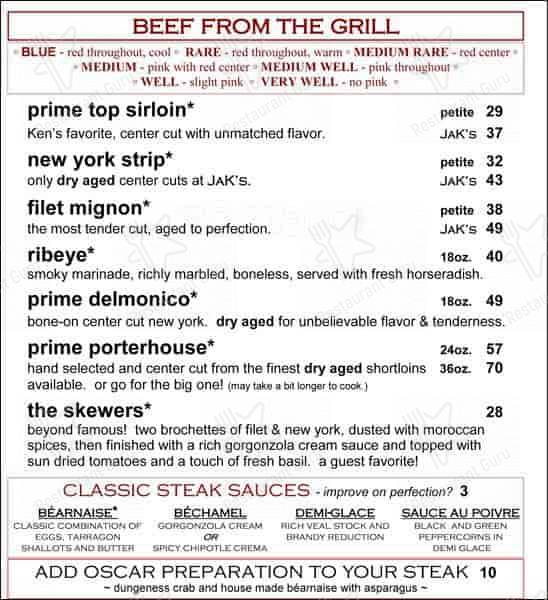 BEEF FROM THE GRILL
BLUE - red throughout, cool RARE - red throughout, warm MEDIUM RARE - red center
MEDIUM - pink with red center MEDIUM WELL - pink throughout
WELL - slight pink VERY WELL - no pink
prime top sirloin* petite 29
Ken's favorite, center cut with unmatched flavor. JAK'S 37
new york strip* petite 32
only dry aged center cuts at JAK'S. JAK'S 43
filet mignon* petite 38
the most tender cut, aged to perfection. JAK'S 49
ribeye* 18oz. 40
smoky marinade, richly marbled, boneless, served with fresh horseradish.
prime delmonico* 18oz. 49
bone-on center cut new york. dry aged for unbelievable flavor & tenderness.
prime porterhouse* 24oz. 57
hand selected and center cut from the finest dry aged shortloins 36oz. 70
available. or go for the big one! (may take a bit longer to cook.)
the skewers* 28
beyond famous! two brochettes of filet & new york, dusted with moroccan
spices, then finished with a rich gorgonzola cream sauce and topped with
sun dried tomatoes and a touch of fresh basil. a guest favorite!
CLASSIC STEAK SAUCES - improve on perfection? 3
BÉARNAISE* BÉCHAMEL DEMI-GLACE SAUCE AU POIVRE
CLASSIC COMBINATION OF GORGONZOLA CREAM RICH VEAL STOCK AND BLACK AND GREEN
EGGS, TARRAGON OR BRANDY REDUCTION PEPPERCORNS IN
SHALLOTS AND BUTTER SPICY CHIPOTLE CREMA DEMI GLACE
ADD OSCAR PREPARATION TO YOUR STEAK 10
~ dungeness crab and house made béarnaise with asparagus ~